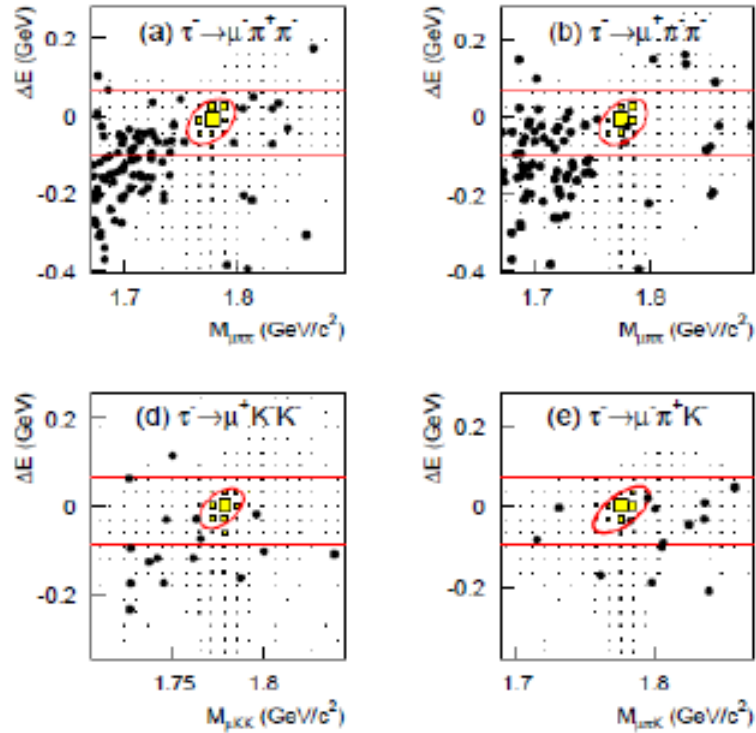 (a) τ⁻→μ⁻π⁺π⁻
ΔE (GeV)
0.2
0
-0.2
-0.4
1.7 1.8
M_μππ (GeV/c²)
(b) τ⁻→μ⁺π⁻π⁻
ΔE (GeV)
0.2
0
-0.2
-0.4
1.7 1.8
M_μππ (GeV/c²)
(d) τ⁻→μ⁺K⁻K⁻
ΔE (GeV)
0.2
0
-0.2
1.75 1.8
M_μKK (GeV/c²)
(e) τ⁻→μ⁻π⁺K⁻
ΔE (GeV)
0.2
0
-0.2
1.7 1.8
M_μπK (GeV/c²)